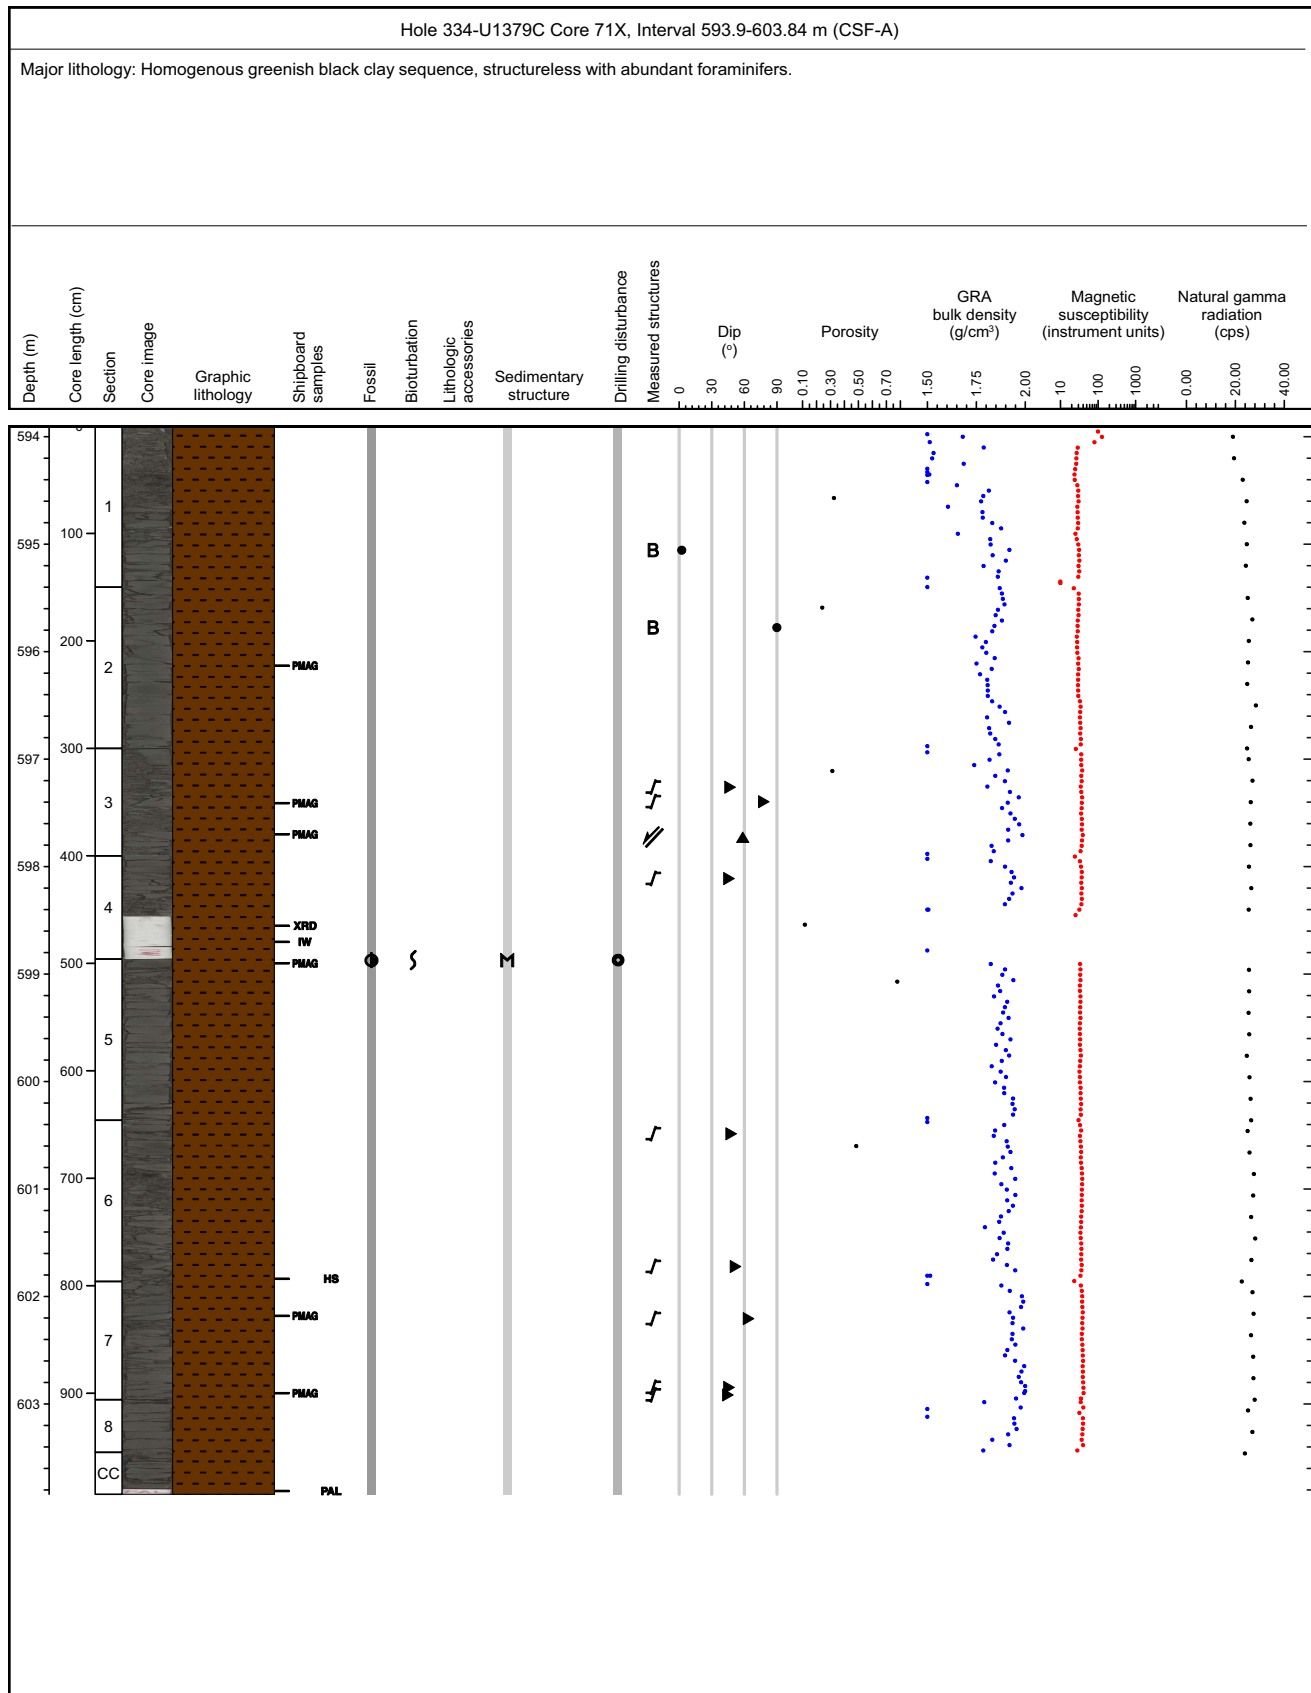 Hole 334-U1379C Core 71X, Interval 593.9-603.84 m (CSF-A)
Major lithology: Homogenous greenish black clay sequence, structureless with abundant foraminifers.
Depth (m)
Core length (cm)
Section
Core image
Graphic
lithology
Shipboard
samples
Fossil
Bioturbation
Lithologic
accessories
Sedimentary
structure
Drilling disturbance
Measured structures
Dip
(°)
0
30
60
90
Porosity
0.10
0.30
0.50
0.70
GRA
bulk density
(g/cm³)
1.50
1.75
2.00
Magnetic
susceptibility
(instrument units)
10
100
1000
Natural gamma
radiation
(cps)
0.00
20.00
40.00
594
595
596
597
598
599
600
601
602
603
0
100
200
300
400
500
600
700
800
900
1
2
3
4
5
6
7
8
CC
PMAG
PMAG
PMAG
XRD
IW
PMAG
HS
PMAG
PMAG
PAL
B
B